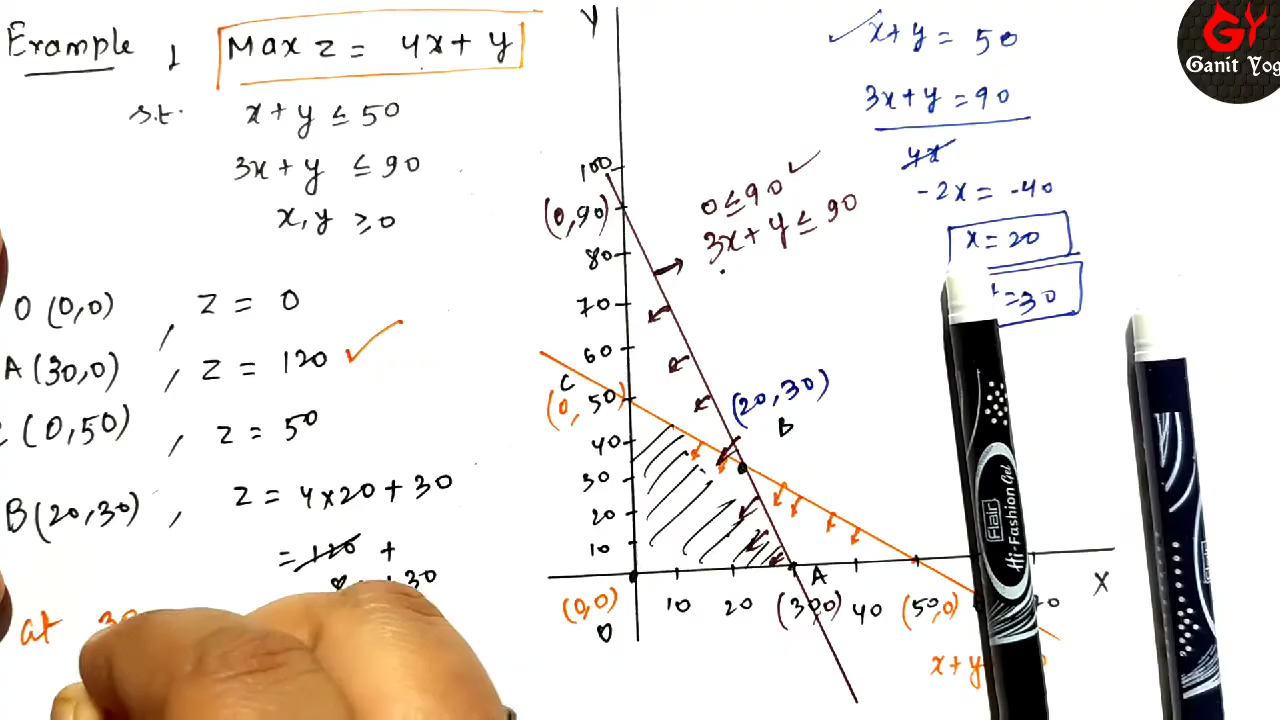 Example 1 Max Z = 4x + y
s.t. x + y ≤ 50
3x + y ≤ 90
x, y ≥ 0
O (0,0) , Z = 0
A (30,0) , Z = 120 ✓
(0,50) , Z = 50
B (20,30) , Z = 4×20 + 30
= 120 +
+ 30
at 30
Y
100
(0,90)
80
70
60
C
(0, 50)
40
30
20
10
(0,0)
O
10
20
(30,0)
A
40
(50,0)
X
(20,30)
B
0 ≤ 90 ✓
3x + y ≤ 90
x + y
✓ x + y = 50
3x + y = 90
4x
-2x = -40
x = 20
= 30
GY
Ganit Yog
Flair
Hi-Fashion Gel